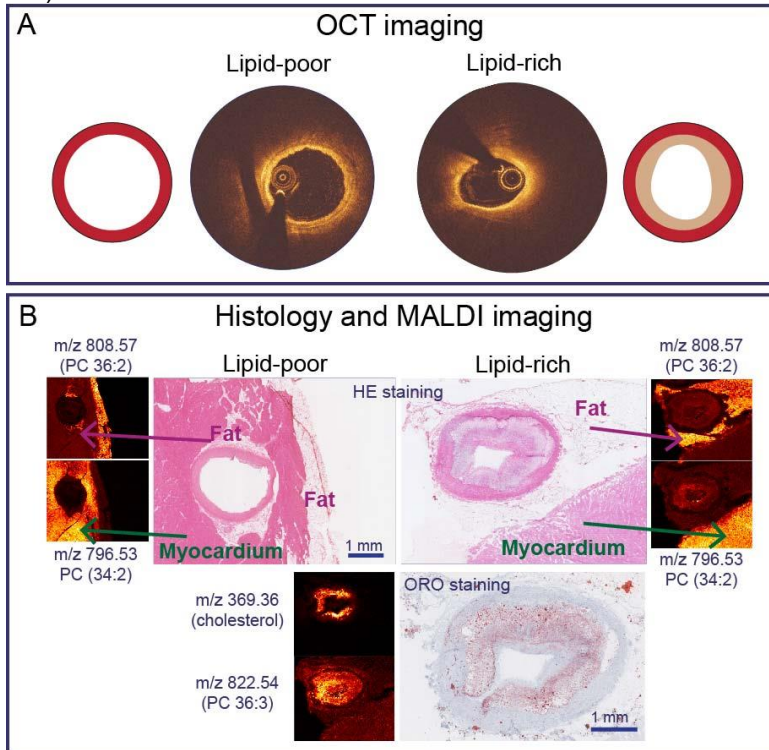 A
OCT imaging
Lipid-poor
Lipid-rich
B
Histology and MALDI imaging
m/z 808.57
(PC 36:2)
Lipid-poor
Lipid-rich
m/z 808.57
(PC 36:2)
HE staining
Fat
Fat
Fat
Myocardium
1 mm
Myocardium
m/z 796.53
PC (34:2)
m/z 796.53
PC (34:2)
m/z 369.36
(cholesterol)
ORO staining
m/z 822.54
(PC 36:3)
1 mm